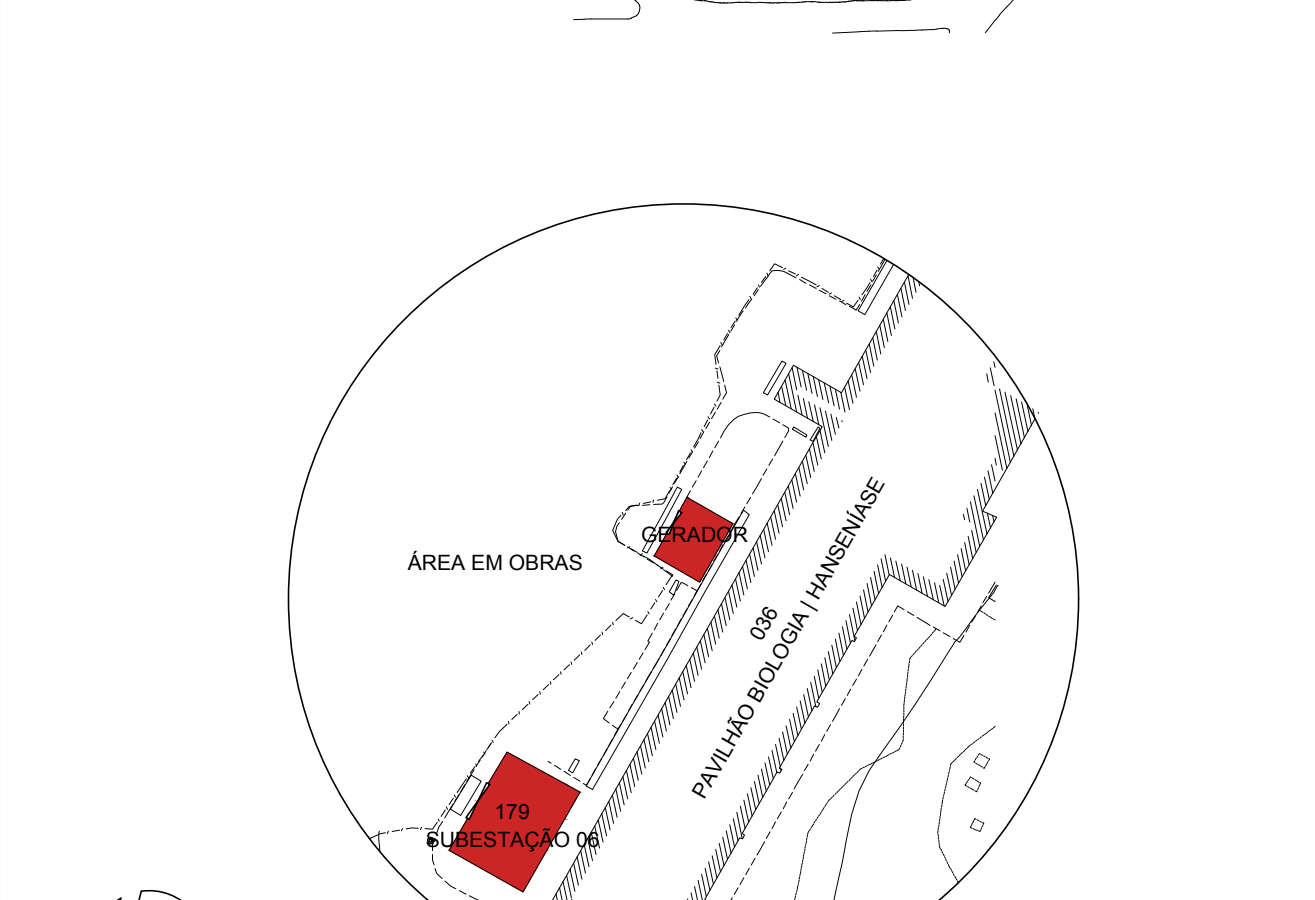 GERADOR
ÁREA EM OBRAS
036
PAVILHÃO BIOLOGIA | HANSENÍASE
179
SUBESTAÇÃO 06